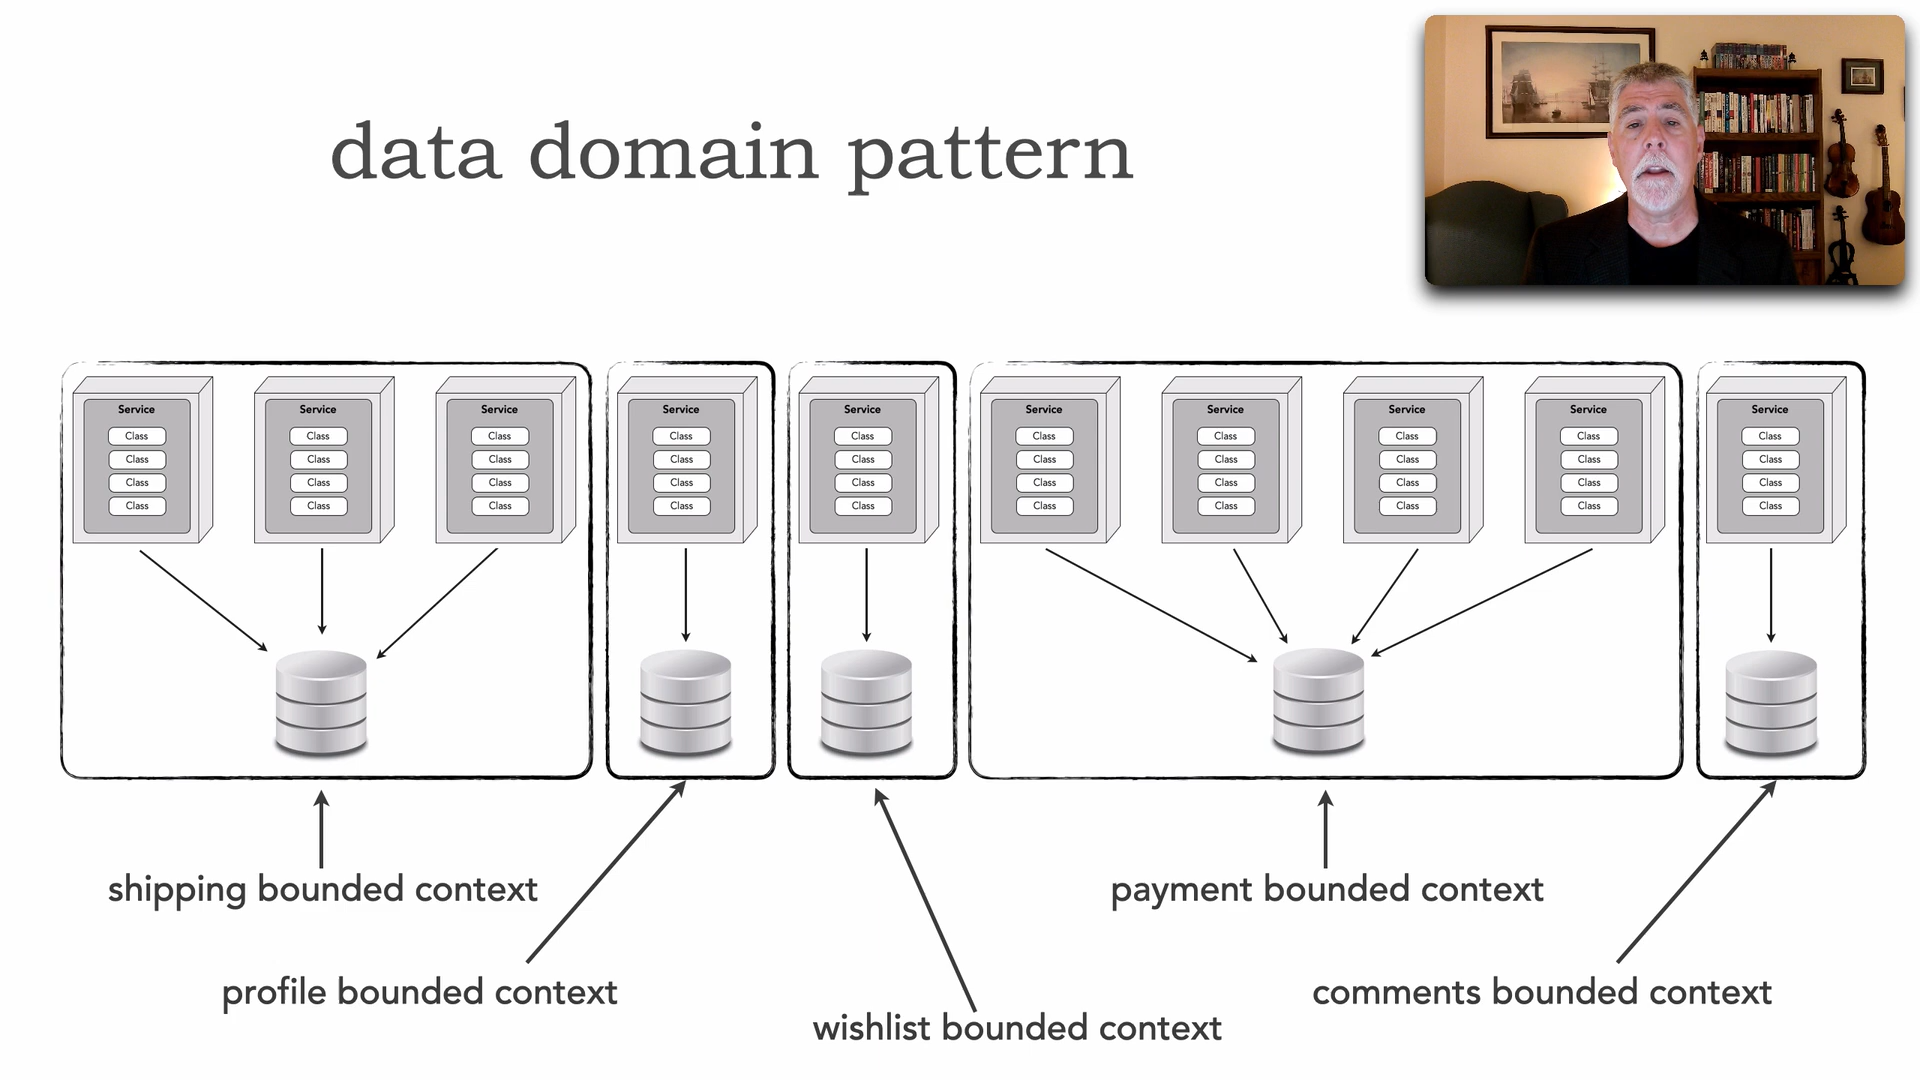 data domain pattern
Service Service Service Service Service Service Service Service Service Service
Class Class Class Class Class Class Class Class Class Class
Class Class Class Class Class Class Class Class Class Class
Class Class Class Class Class Class Class Class Class Class
Class Class Class Class Class Class Class Class Class Class
shipping bounded context
payment bounded context
profile bounded context
comments bounded context
wishlist bounded context